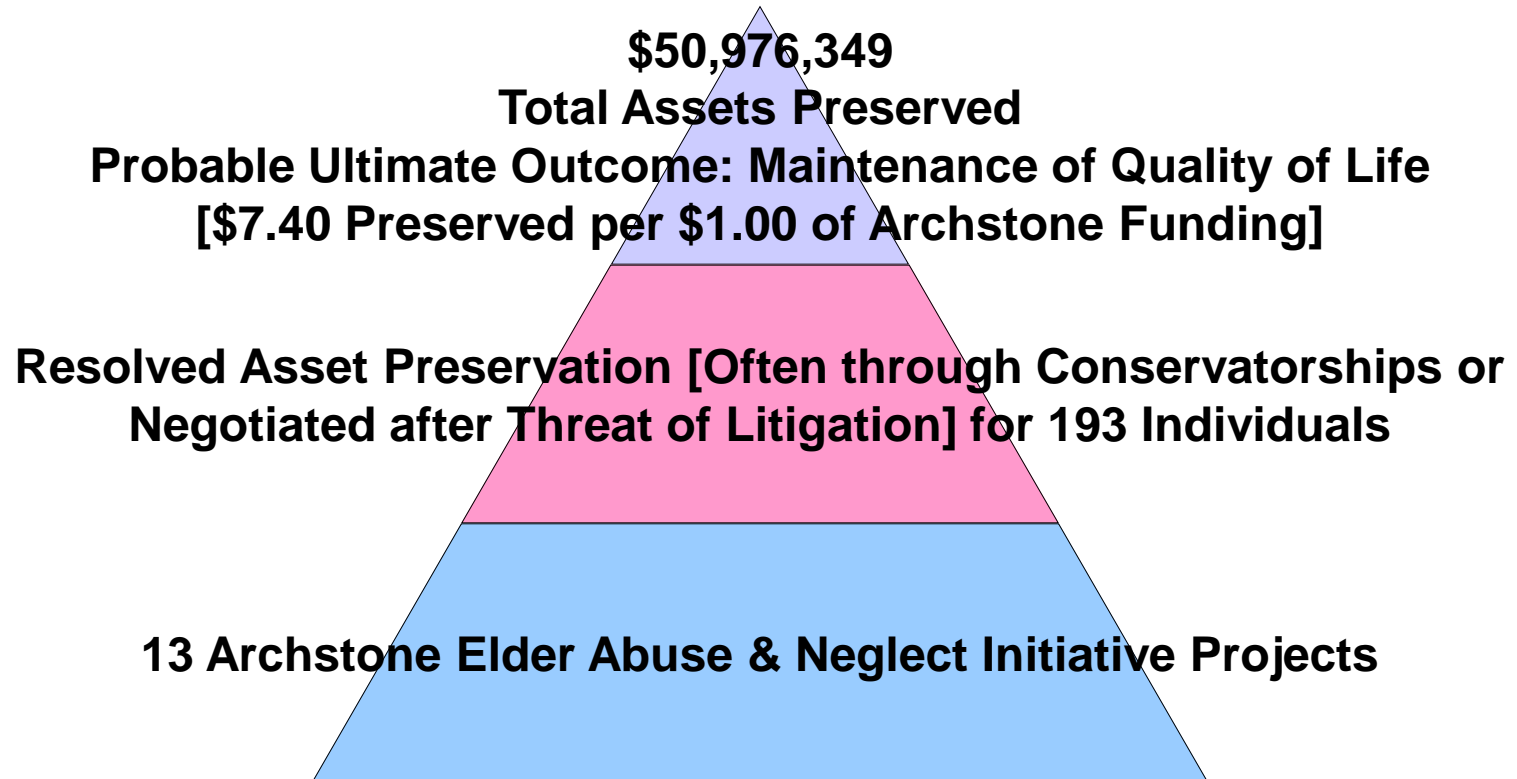 $50,976,349
Total Assets Preserved
Probable Ultimate Outcome: Maintenance of Quality of Life
[$7.40 Preserved per $1.00 of Archstone Funding]
Resolved Asset Preservation [Often through Conservatorships or
Negotiated after Threat of Litigation] for 193 Individuals
13 Archstone Elder Abuse & Neglect Initiative Projects